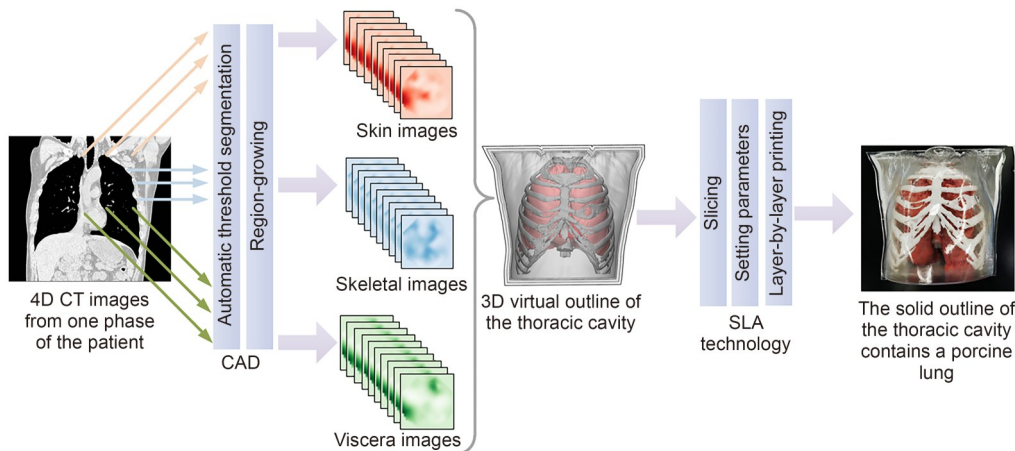 4D CT images
from one phase
of the patient
Automatic threshold segmentation
Region-growing
CAD
Skin images
Skeletal images
Viscera images
3D virtual outline of
the thoracic cavity
Slicing
Setting parameters
Layer-by-layer printing
SLA
technology
The solid outline of
the thoracic cavity
contains a porcine
lung